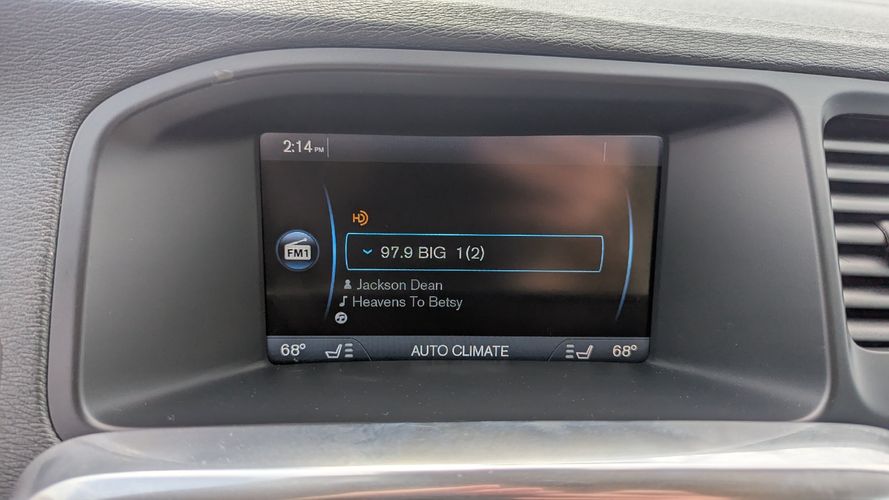 2:14 PM
HD
FM1
97.9 BIG 1(2)
Jackson Dean
Heavens To Betsy
68° AUTO CLIMATE 68°